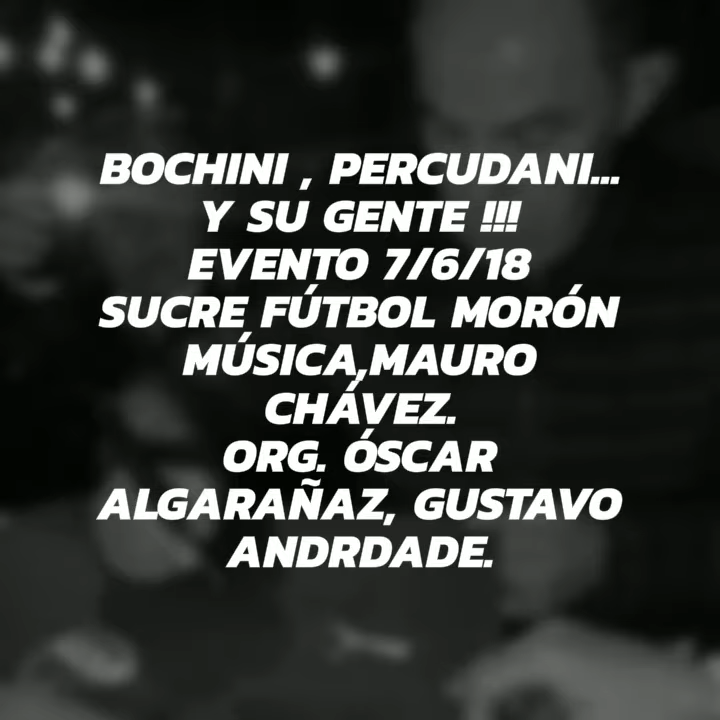 BOCHINI , PERCUDANI...
Y SU GENTE !!!
EVENTO 7/6/18
SUCRE FÚTBOL MORÓN
MÚSICA,MAURO
CHÁVEZ.
ORG. ÓSCAR
ALGARAÑAZ, GUSTAVO
ANDRDADE.